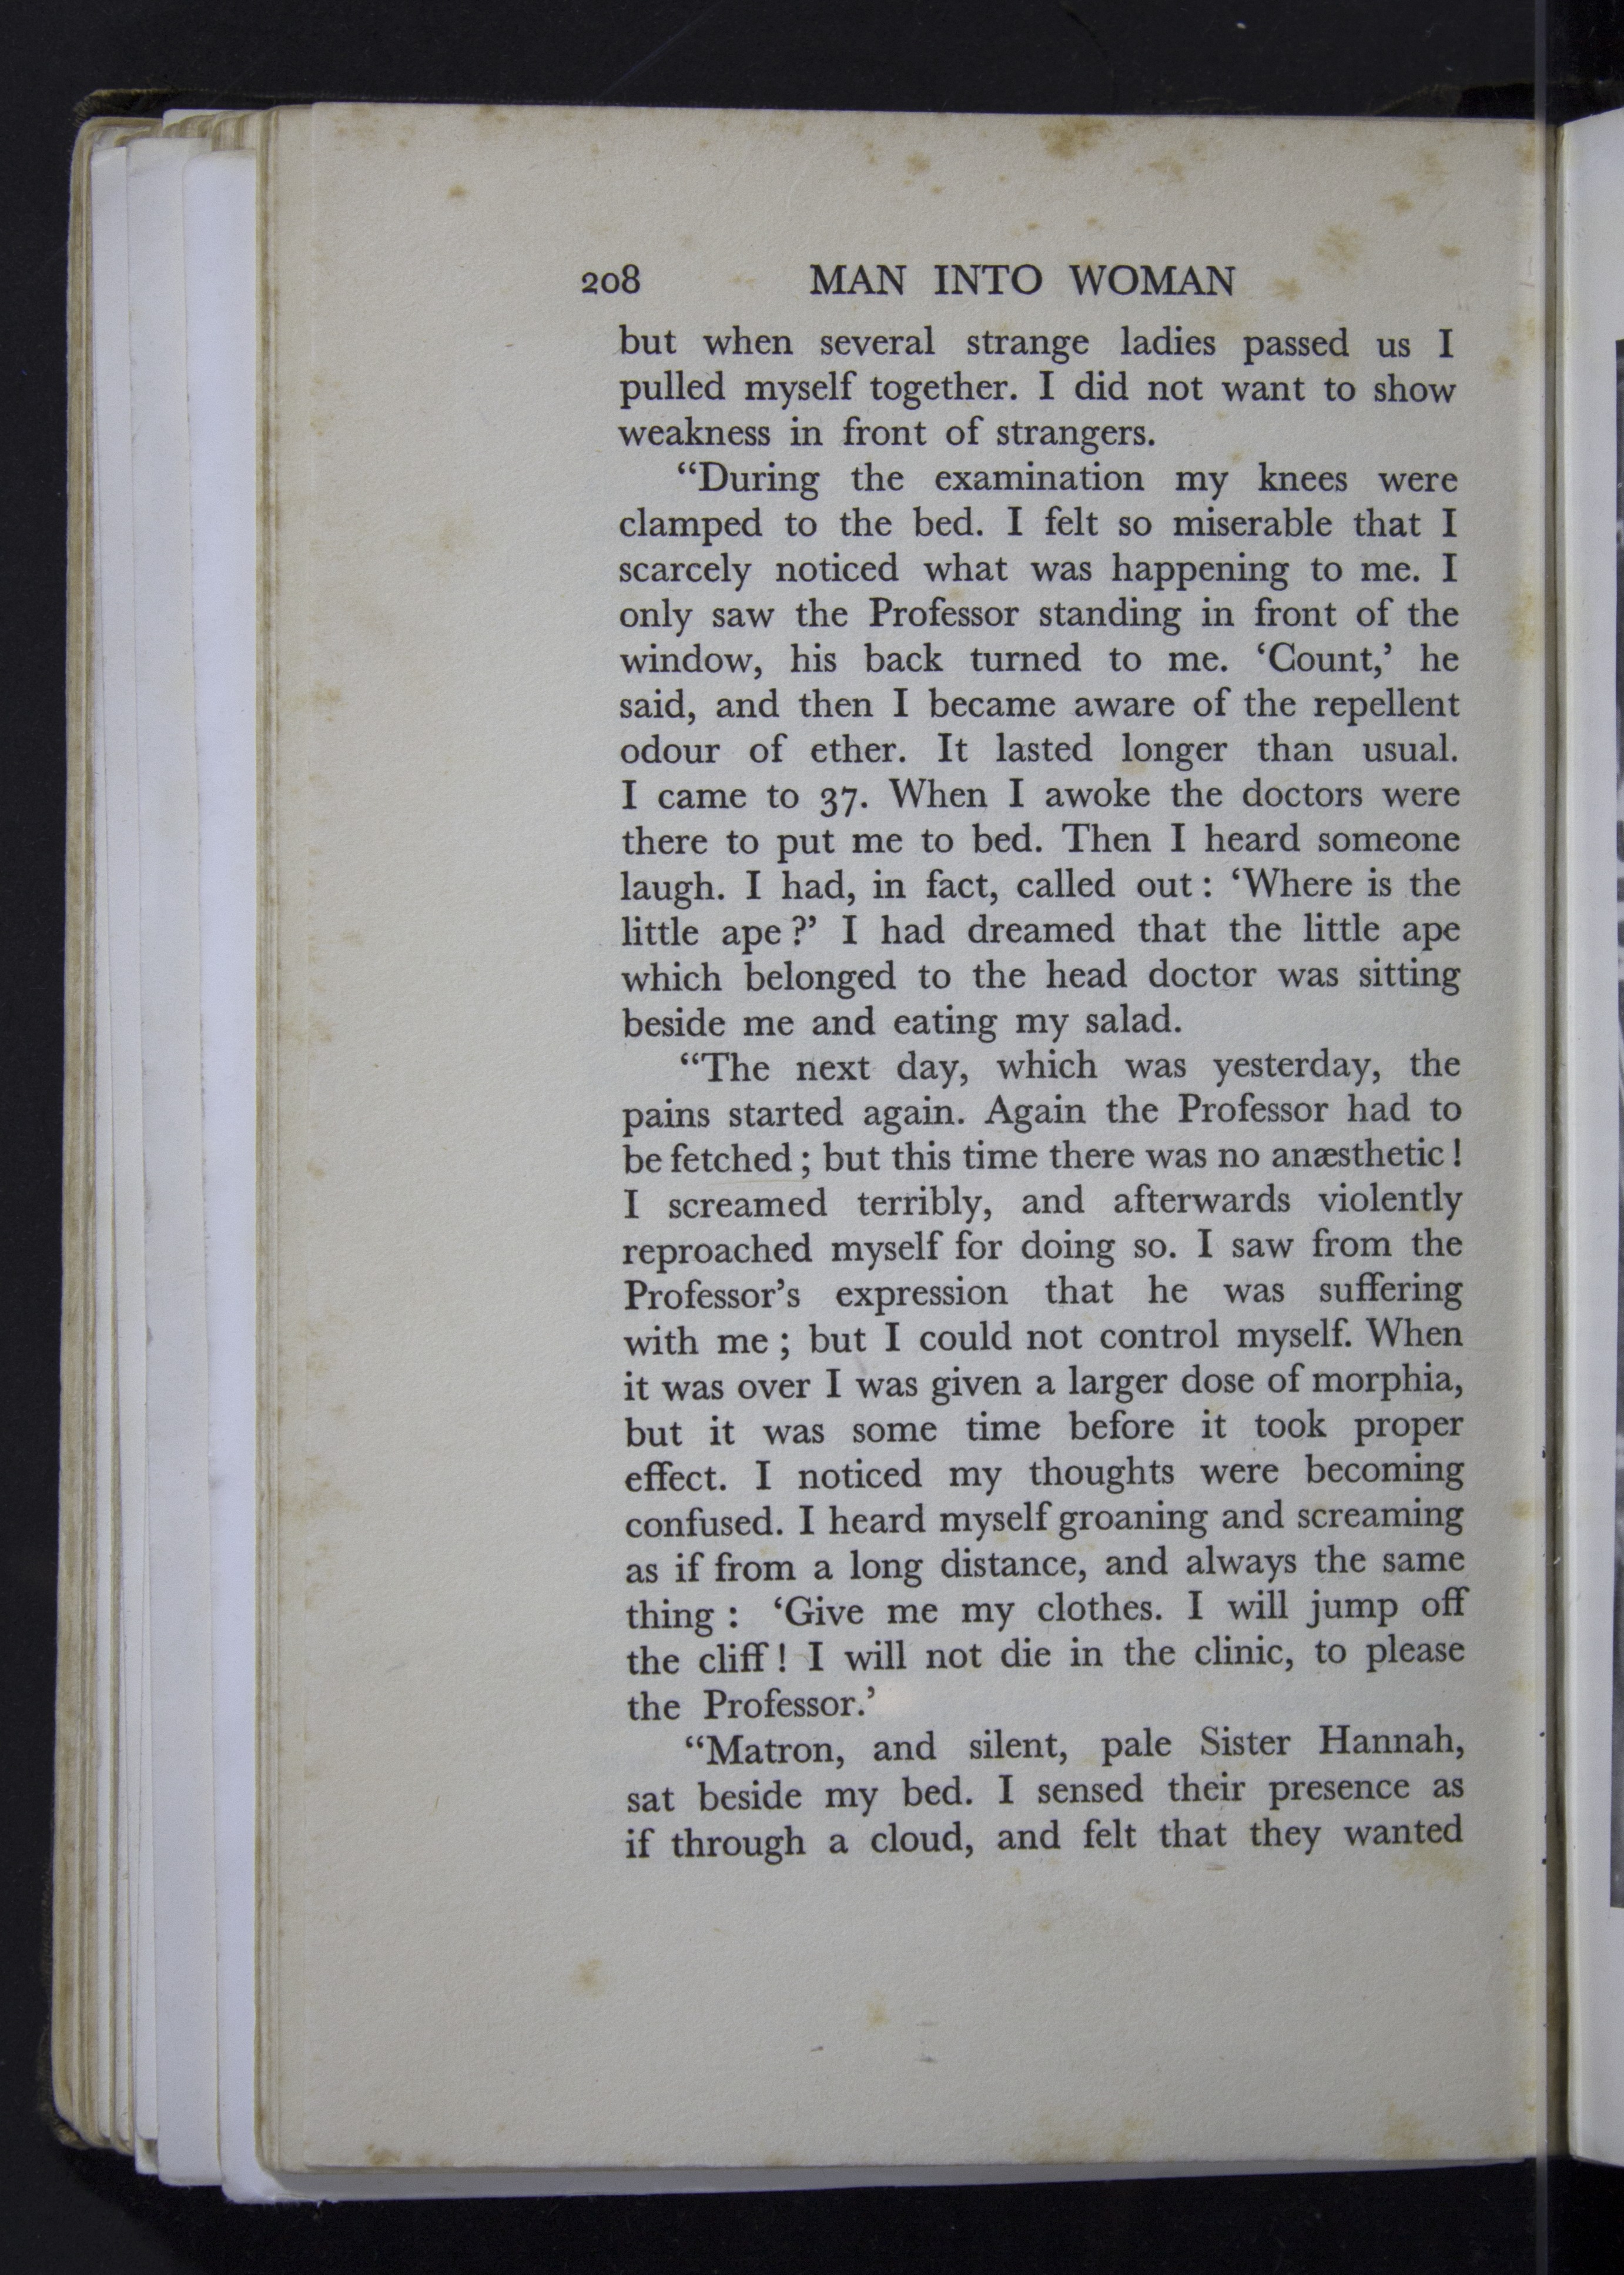 208 MAN INTO WOMAN
but when several strange ladies passed us I
pulled myself together. I did not want to show
weakness in front of strangers.
“During the examination my knees were
clamped to the bed. I felt so miserable that I
scarcely noticed what was happening to me. I
only saw the Professor standing in front of the
window, his back turned to me. ‘Count,’ he
said, and then I became aware of the repellent
odour of ether. It lasted longer than usual.
I came to 37. When I awoke the doctors were
there to put me to bed. Then I heard someone
laugh. I had, in fact, called out : ‘Where is the
little ape ?’ I had dreamed that the little ape
which belonged to the head doctor was sitting
beside me and eating my salad.
“The next day, which was yesterday, the
pains started again. Again the Professor had to
be fetched ; but this time there was no anæsthetic !
I screamed terribly, and afterwards violently
reproached myself for doing so. I saw from the
Professor’s expression that he was suffering
with me ; but I could not control myself. When
it was over I was given a larger dose of morphia,
but it was some time before it took proper
effect. I noticed my thoughts were becoming
confused. I heard myself groaning and screaming
as if from a long distance, and always the same
thing : ‘Give me my clothes. I will jump off
the cliff ! I will not die in the clinic, to please
the Professor.’
“Matron, and silent, pale Sister Hannah,
sat beside my bed. I sensed their presence as
if through a cloud, and felt that they wanted